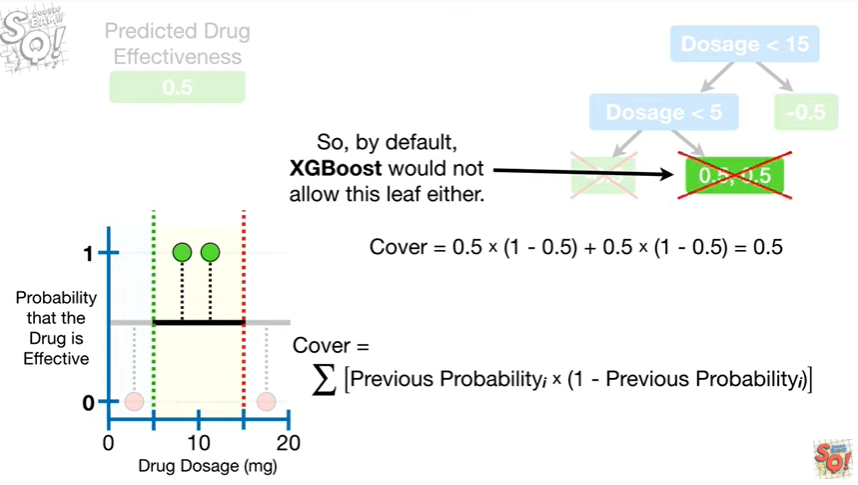 SQ!
Predicted Drug
Effectiveness
0.5
Dosage < 15
Dosage < 5
-0.5
0.5, 0.5
So, by default,
XGBoost would not
allow this leaf either.
Cover = 0.5 × (1 - 0.5) + 0.5 × (1 - 0.5) = 0.5
1
Probability
that the
Drug is
Effective
0
0 10 20
Drug Dosage (mg)
Cover =
∑ [Previous Probabilityᵢ × (1 - Previous Probabilityᵢ)]
SQ!